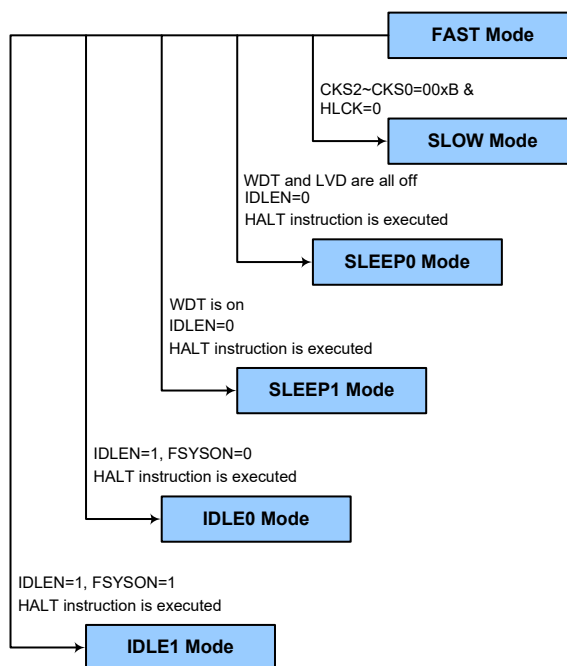 FAST Mode
CKS2~CKS0=00xB &
HLCK=0
SLOW Mode
WDT and LVD are all off
IDLEN=0
HALT instruction is executed
SLEEP0 Mode
WDT is on
IDLEN=0
HALT instruction is executed
SLEEP1 Mode
IDLEN=1, FSYSON=0
HALT instruction is executed
IDLE0 Mode
IDLEN=1, FSYSON=1
HALT instruction is executed
IDLE1 Mode